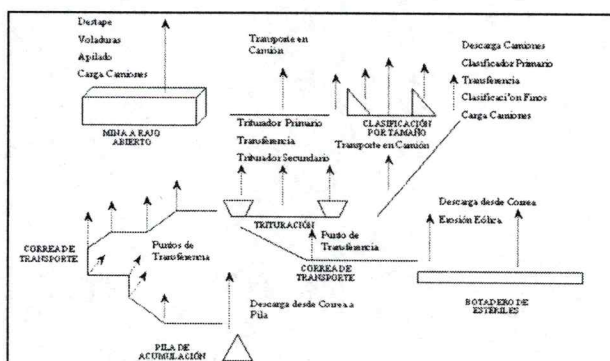 Destape
Voladuras
Apilado
Carga Camiones
MINA A RAJO
ABIERTO
Transporte en
Camión
Triturador Primario
Transferencia
Triturador Secundario
CLASIFICACIÓN
POR TAMAÑO
Transporte en Camión
Descarga Camiones
Clasificador Primario
Transferencia
Clasificaci'on Finos
Carga Camiones
TRITURACIÓN
CORREA DE
TRANSPORTE
Puntos de
Transferencia
Punto de
Transferencia
CORREA DE
TRANSPORTE
Descarga desde Correa
Erosión Eólica
BOTADERO DE
ESTÉRILES
Descarga desde Correa a
Pila
PILA DE
ACUMULACIÓN